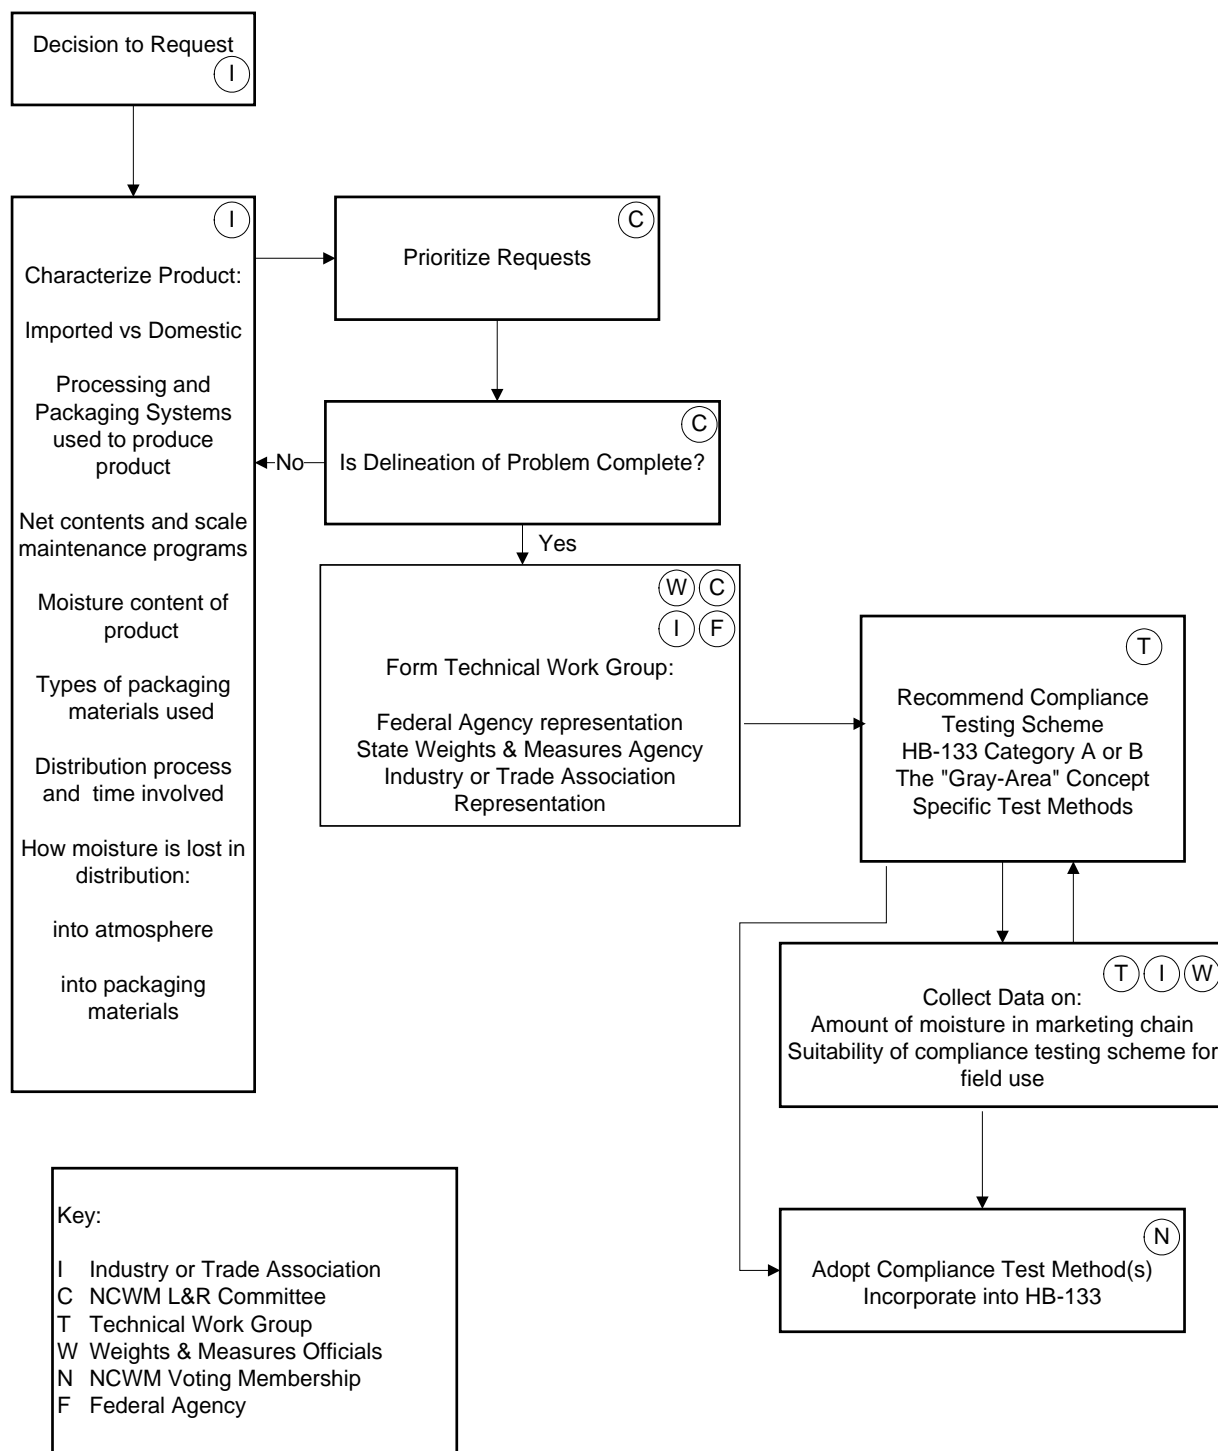 Decision to Request
I
I
Characterize Product:
Imported vs Domestic
Processing and
Packaging Systems
used to produce
product
Net contents and scale
maintenance programs
Moisture content of
product
Types of packaging
materials used
Distribution process
and time involved
How moisture is lost in
distribution:
into atmosphere
into packaging
materials
C
Prioritize Requests
C
Is Delineation of Problem Complete?
No
Yes
W C
I F
Form Technical Work Group:
Federal Agency representation
State Weights & Measures Agency
Industry or Trade Association
Representation
T
Recommend Compliance
Testing Scheme
HB-133 Category A or B
The "Gray-Area" Concept
Specific Test Methods
T I W
Collect Data on:
Amount of moisture in marketing chain
Suitability of compliance testing scheme for
field use
N
Adopt Compliance Test Method(s)
Incorporate into HB-133
Key:
I Industry or Trade Association
C NCWM L&R Committee
T Technical Work Group
W Weights & Measures Officials
N NCWM Voting Membership
F Federal Agency